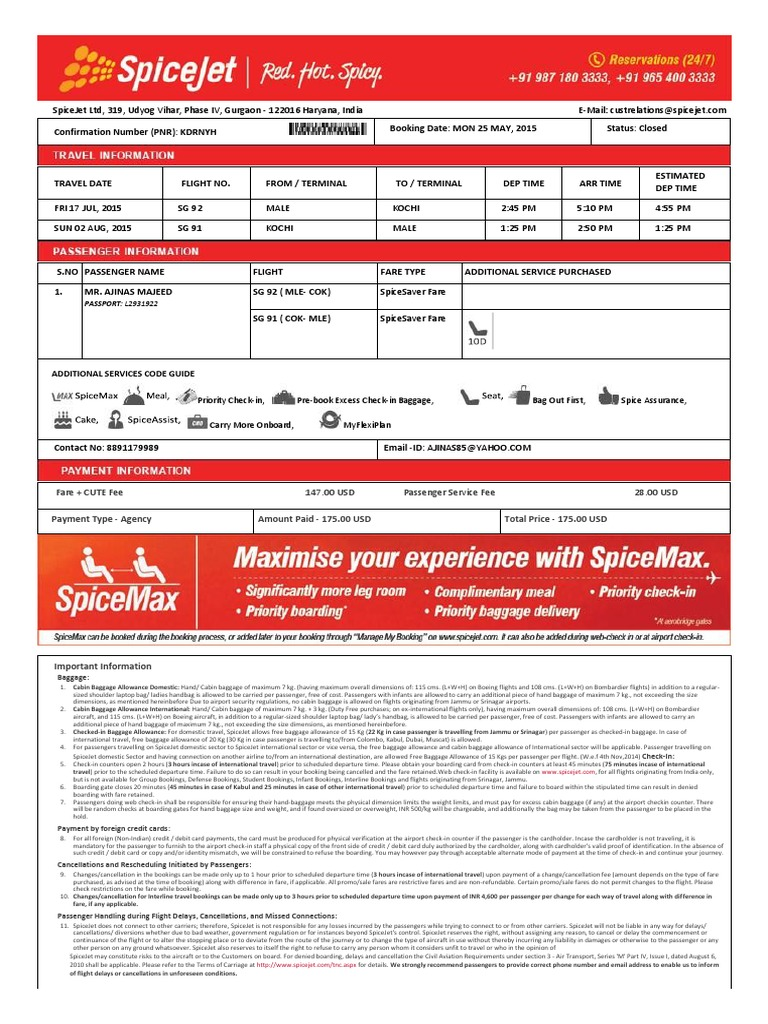 SpiceJet | Red. Hot. Spicy.
Reservations (24/7)
+91 987 180 3333, +91 965 400 3333
SpiceJet Ltd, 319, Udyog Vihar, Phase IV, Gurgaon - 122016 Haryana, India E-Mail: custrelations@spicejet.com
Confirmation Number (PNR): KDRNYH Booking Date: MON 25 MAY, 2015 Status: Closed
TRAVEL INFORMATION
TRAVEL DATE FLIGHT NO. FROM / TERMINAL TO / TERMINAL DEP TIME ARR TIME ESTIMATED DEP TIME
FRI 17 JUL, 2015 SG 92 MALE KOCHI 2:45 PM 5:10 PM 4:55 PM
SUN 02 AUG, 2015 SG 91 KOCHI MALE 1:25 PM 2:50 PM 1:25 PM
PASSENGER INFORMATION
S.NO PASSENGER NAME FLIGHT FARE TYPE ADDITIONAL SERVICE PURCHASED
1. MR. AJINAS MAJEED SG 92 ( MLE- COK) SpiceSaver Fare
PASSPORT: L2931922
SG 91 ( COK- MLE) SpiceSaver Fare
10D
ADDITIONAL SERVICES CODE GUIDE
MAX SpiceMax Meal, Priority Check-in, Pre-book Excess Check-in Baggage, Seat, Bag Out First, Spice Assurance,
Cake, SpiceAssist, Carry More Onboard, MyFlexiPlan
Contact No: 8891179989 Email -ID: AJINAS85@YAHOO.COM
PAYMENT INFORMATION
Fare + CUTE Fee 147.00 USD Passenger Service Fee 28.00 USD
Payment Type - Agency Amount Paid - 175.00 USD Total Price - 175.00 USD
SpiceMax
Maximise your experience with SpiceMax.
• Significantly more leg room • Complimentary meal • Priority check-in
• Priority boarding* • Priority baggage delivery
*At aerobridge gates
SpiceMax can be booked during the booking process, or added later to your booking through "Manage My Booking" on www.spicejet.com. It can also be added during web-check in or at airport check-in.
Important Information
Baggage:
1. Cabin Baggage Allowance Domestic: Hand/ Cabin baggage of maximum 7 kg. (having maximum overall dimensions of: 115 cms. (L+W+H) on Boeing flights and 108 cms. (L+W+H) on Bombardier flights) in addition to a regular-
sized shoulder laptop bag/ ladies handbag is allowed to be carried per passenger, free of cost. Passengers with infants are allowed to carry an additional piece of hand baggage of maximum 7 kg., not exceeding the size
dimensions, as mentioned hereinbefore Due to airport security regulations, no cabin baggage is allowed on flights originating from Jammu or Srinagar airports.
2. Cabin Baggage Allowance International: Hand/ Cabin baggage of maximum 7 kg. + 3 kg. (Duty Free purchases; on ex-international flights only), having maximum overall dimensions of: 108 cms. (L+W+H) on Bombardier
aircraft, and 115 cms. (L+W+H) on Boeing aircraft, in addition to a regular-sized shoulder laptop bag/ lady's handbag, is allowed to be carried per passenger, free of cost. Passengers with infants are allowed to carry an
additional piece of hand baggage of maximum 7 kg., not exceeding the size dimensions, as mentioned hereinbefore.
3. Checked-in Baggage Allowance: For domestic travel, SpiceJet allows free baggage allowance of 15 Kg (22 Kg in case passenger is travelling from Jammu or Srinagar) per passenger as checked-in baggage. In case of
international travel, free baggage allowance of 20 Kg (30 Kg in case passenger is travelling to/from Colombo, Kabul, Dubai, Muscat) is allowed.
4. For passengers travelling on SpiceJet domestic sector to SpiceJet international sector or vice versa, the free baggage allowance and cabin baggage allowance of International sector will be applicable. Passenger travelling on
SpiceJet domestic Sector and having connection on another airline to/from an international destination, are allowed Free Baggage Allowance of 15 Kgs per passenger per flights. (W.e.f 4th Nov,2014) Check-In:
5. Check-in counters open 2 hours (3 hours incase of international travel) prior to scheduled departure time. Please obtain your boarding card from check-in counters at least 45 minutes (75 minutes incase of international
travel) prior to the scheduled departure time. Failure to do so can result in your booking being cancelled and the fare retained.Web check-in facility is available on www.spicejet.com, for all flights originating from India only,
but is not available for Group Bookings, Defence Bookings, Student Bookings, Infant Bookings, Interline Bookings and flights originating from Srinagar, Jammu.
6. Boarding gate closes 20 minutes (45 minutes in case of Kabul and 25 minutes in case of other international travel) prior to scheduled departure time and failure to board within the stipulated time can result in denied
boarding with fare retained.
7. Passengers doing web check-in shall be responsible for ensuring their hand-baggage meets the physical dimension limits the weight limits, and must pay for excess cabin baggage (if any) at the airport checkin counter. There
will be random checks at boarding gates for hand baggage size and weight, and if found oversized or overweight, INR 500/kg will be chargeable, and additionally the bag may be taken from the passenger to be placed in the
hold.
Payment by foreign credit cards:
8. For all foreign (Non-Indian) credit / debit card payments, the card must be produced for physical verification at the airport check-in counter if the passenger is the cardholder. Incase the cardholder is not traveling, it is
mandatory for the passenger to furnish to the airport check-in staff a physical copy of the front side of credit / debit card duly authorized by the cardholder, along with cardholder's valid proof of identification. In the absence of
such credit / debit card or copy and/or identity mismatch, we will be constrained to refuse the boarding. You may however pay through acceptable alternate mode of payment at the time of check-in and continue your journey.
Cancellations and Rescheduling Initiated by Passengers:
9. Changes/cancellation in the bookings can be made only up to 1 hour prior to scheduled departure time (3 hours incase of international travel) upon payment of a change/cancellation fee (amount depends on the type of fare
purchased, as advised at the time of booking) along with difference in fare, if applicable. All promo/sale fares are restrictive fares and are non-refundable. Certain promo/sale fares do not permit changes to the flight. Please
check restrictions on the fare while booking.
10. Changes/cancellation for Interline travel bookings can be made only up to 3 hours prior to scheduled departure time upon payment of INR 4,600 per passenger per change for each way of travel along with difference in
fare, if any applicable.
Passenger Handling during Flight Delays, Cancellations, and Missed Connections:
11. SpiceJet does not connect to other carriers; therefore, SpiceJet is not responsible for any losses incurred by the passengers while trying to connect to or from other carriers. SpiceJet will not be liable in any way for delays/
cancellations/ diversions whether due to bad weather, government regulation or for instances beyond SpiceJet's control. SpiceJet reserves the right, without assigning any reason, to cancel or delay the commencement or
continuance of the flight or to alter the stopping place or to deviate from the route of the journey or to change the type of aircraft in use without thereby incurring any liability in damages or otherwise to the passenger or any
other person on any ground whatsoever. SpiceJet also reserves to itself the right to refuse to carry any person whom it considers unfit to travel or who in the opinion of
SpiceJet may constitute risks to the aircraft or to the Customers on board. For denied boarding, delays and cancellation the Civil Aviation Requirements under section 3 - Air Transport, Series 'M' Part IV, Issue I, dated August 6,
2010 shall be applicable. Please refer to the Terms of Carriage at http://www.spicejet.com/tnc.aspx for details. We strongly recommend passengers to provide correct phone number and email address to enable us to inform
of flight delays or cancellations in unforeseen conditions.